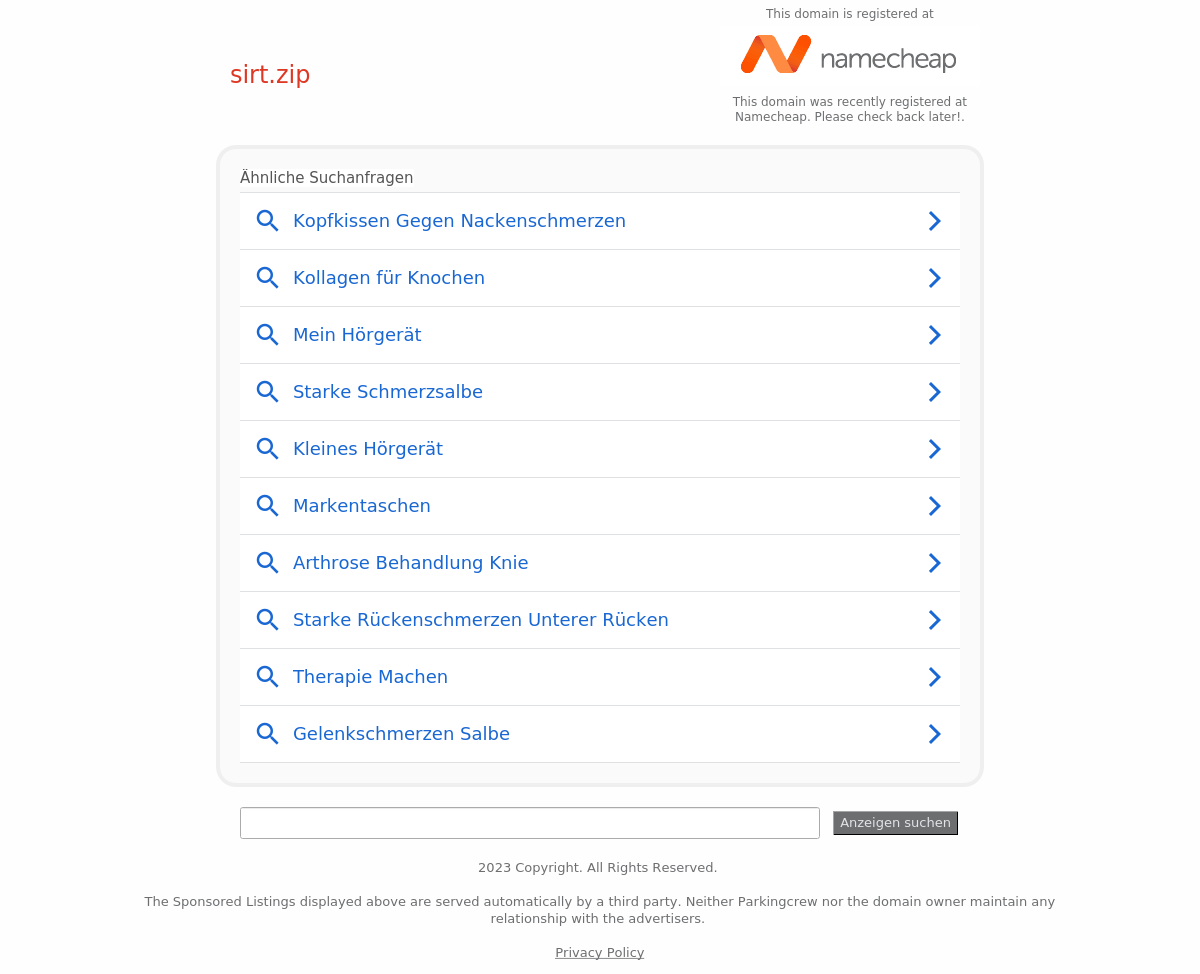 This domain is registered at
namecheap
sirt.zip
This domain was recently registered at
Namecheap. Please check back later!.
Ähnliche Suchanfragen
Kopfkissen Gegen Nackenschmerzen
Kollagen für Knochen
Mein Hörgerät
Starke Schmerzsalbe
Kleines Hörgerät
Markentaschen
Arthrose Behandlung Knie
Starke Rückenschmerzen Unterer Rücken
Therapie Machen
Gelenkschmerzen Salbe
Anzeigen suchen
2023 Copyright. All Rights Reserved.
The Sponsored Listings displayed above are served automatically by a third party. Neither Parkingcrew nor the domain owner maintain any
relationship with the advertisers.
Privacy Policy